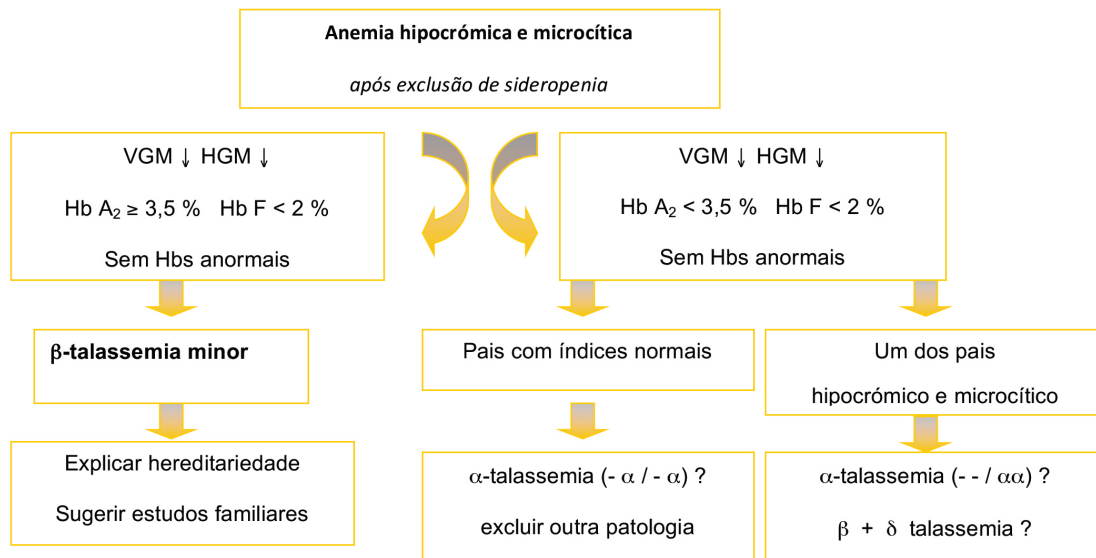 Anemia hipocrómica e microcítica
após exclusão de sideropenia
VGM ↓ HGM ↓
Hb A₂ ≥ 3,5 % Hb F < 2 %
Sem Hbs anormais
VGM ↓ HGM ↓
Hb A₂ < 3,5 % Hb F < 2 %
Sem Hbs anormais
β-talassemia minor
Pais com índices normais
Um dos pais
hipocrómico e microcítico
Explicar hereditariedade
Sugerir estudos familiares
α-talassemia (- α / - α) ?
excluir outra patologia
α-talassemia (- - / αα) ?
β + δ talassemia ?